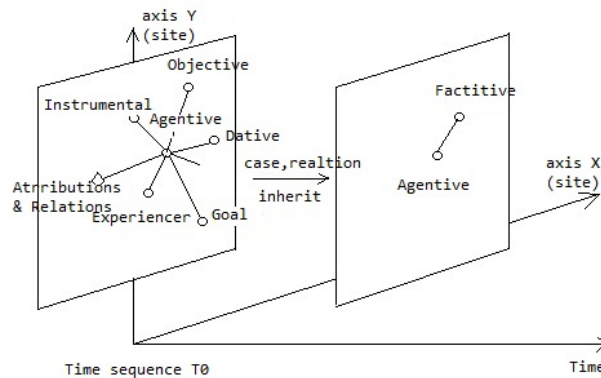 axis Y
(site)
Objective
Instrumental
Agentive
Dative
Atrributions
& Relations
Experiencer
Goal
case,realtion
inherit
Factitive
Agentive
axis X
(site)
Time sequence T0
Time